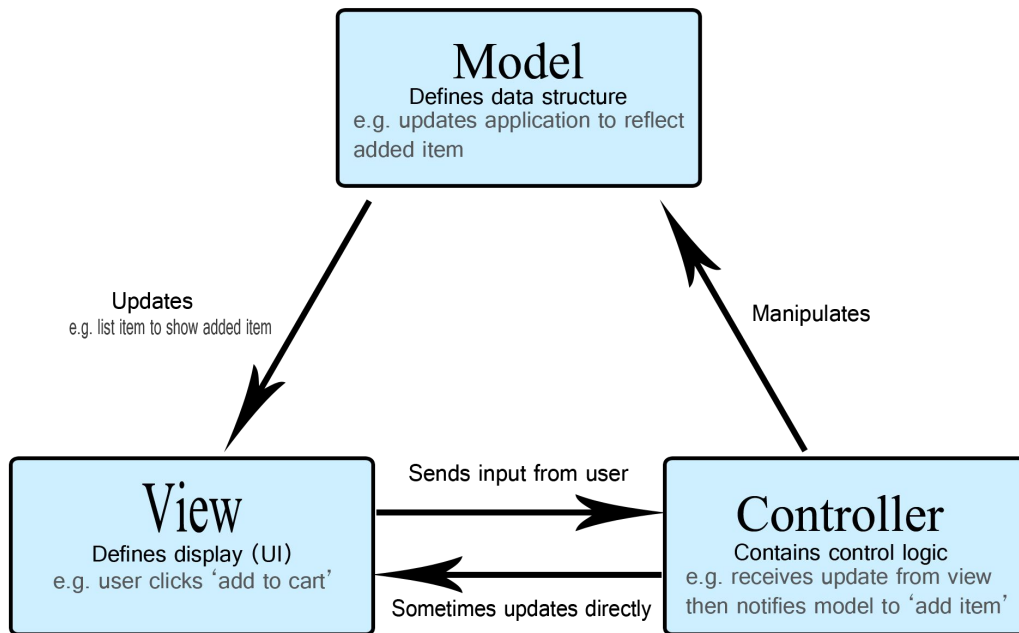 Model
Defines data structure
e.g. updates application to reflect
added item
Updates
e.g. list item to show added item
Manipulates
Sends input from user
View
Defines display (UI)
e.g. user clicks ‘add to cart’
Controller
Contains control logic
e.g. receives update from view
then notifies model to ‘add item’
Sometimes updates directly